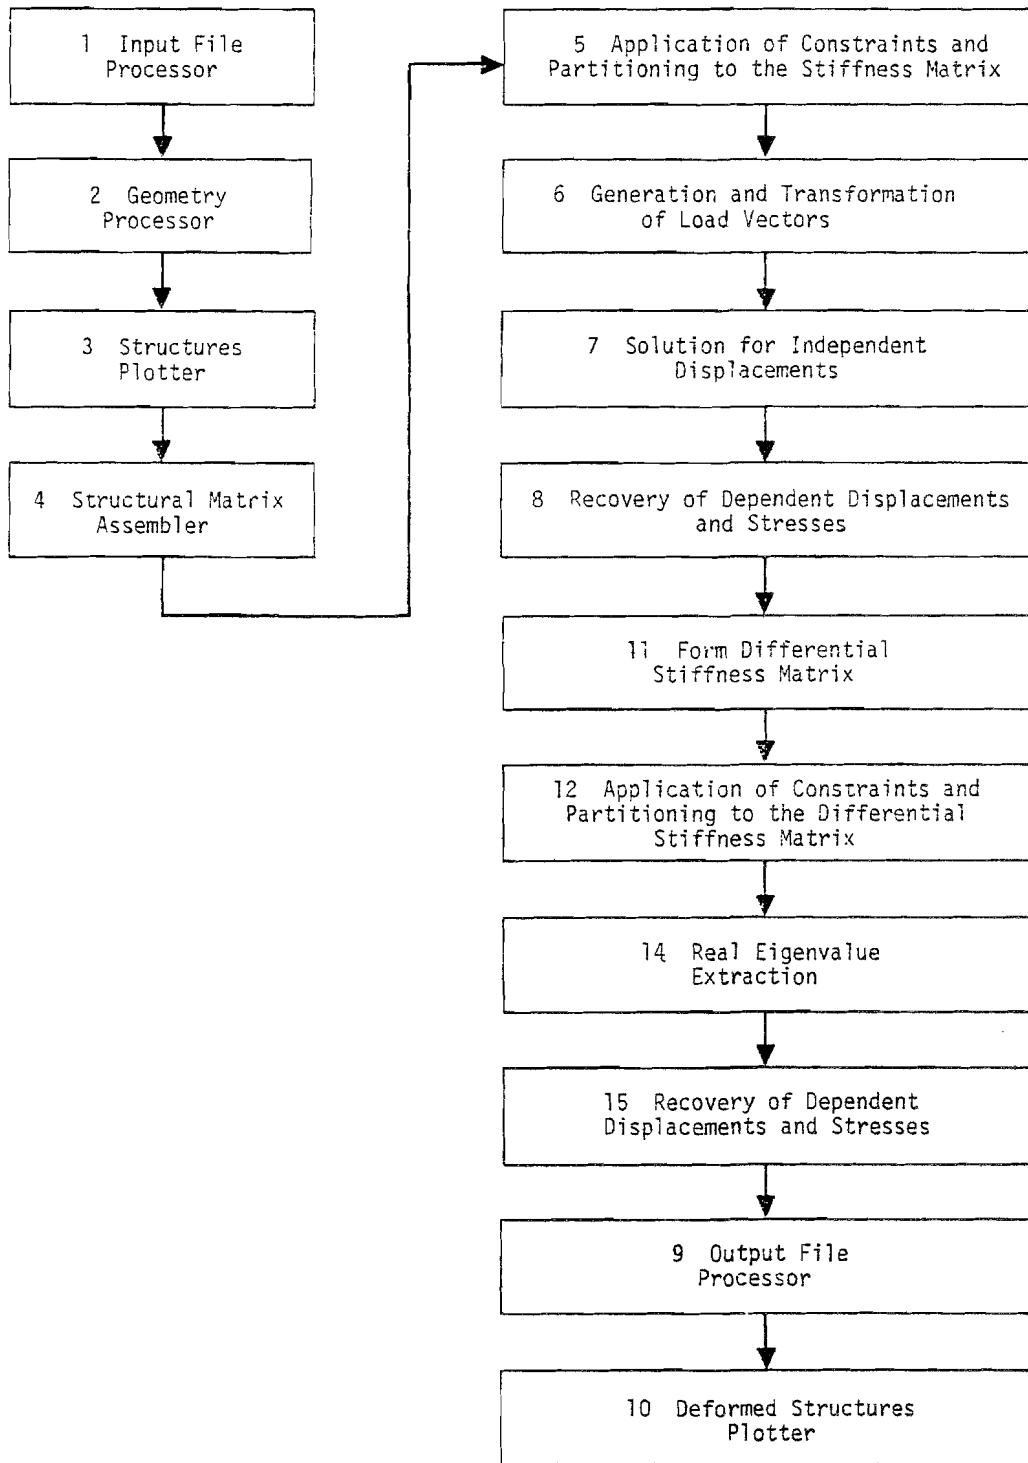 1 Input File
Processor
2 Geometry
Processor
3 Structures
Plotter
4 Structural Matrix
Assembler
5 Application of Constraints and
Partitioning to the Stiffness Matrix
6 Generation and Transformation
of Load Vectors
7 Solution for Independent
Displacements
8 Recovery of Dependent Displacements
and Stresses
11 Form Differential
Stiffness Matrix
12 Application of Constraints and
Partitioning to the Differential
Stiffness Matrix
14 Real Eigenvalue
Extraction
15 Recovery of Dependent
Displacements and Stresses
9 Output File
Processor
10 Deformed Structures
Plotter